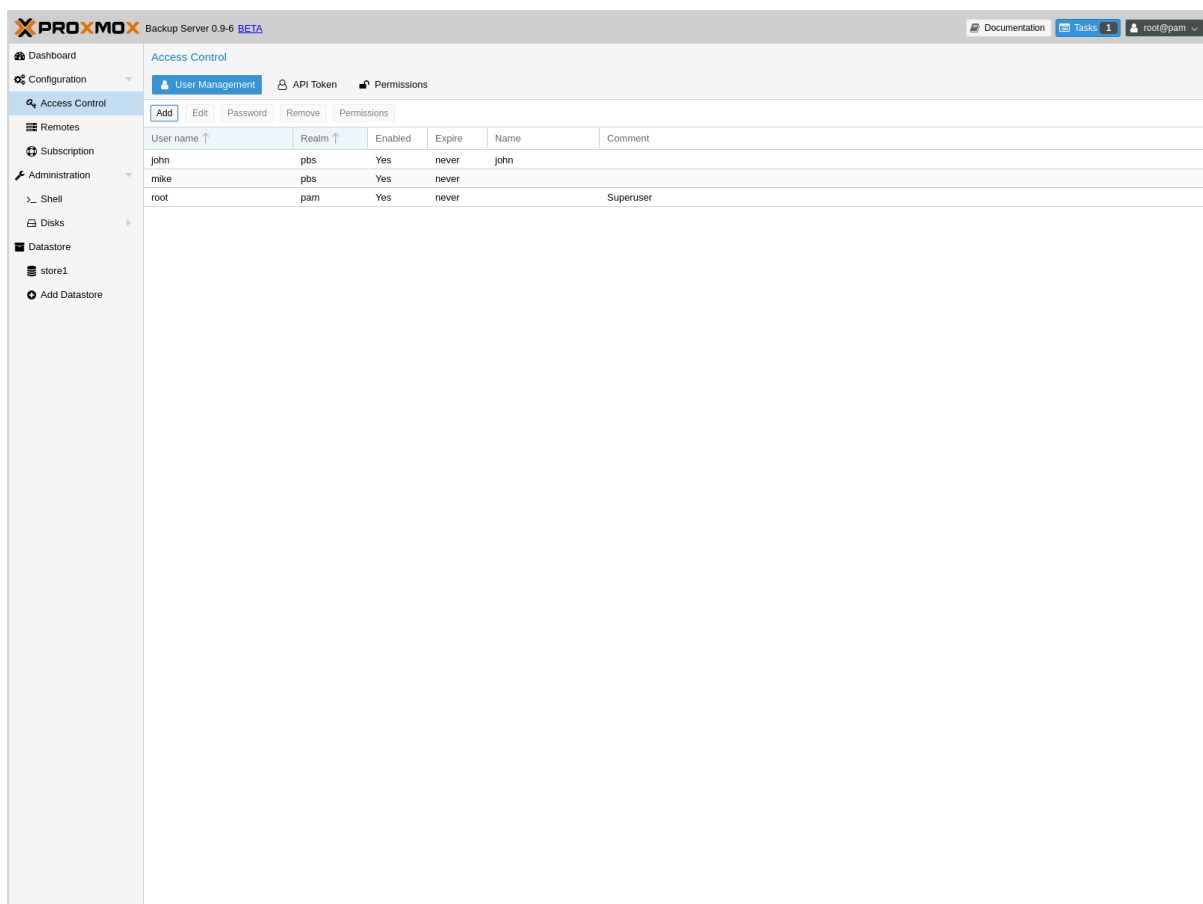 PROXMOX Backup Server 0.9-6 BETA Documentation Tasks 1 root@pam
Dashboard
Configuration
Access Control
Remotes
Subscription
Administration
Shell
Disks
Datastore
store1
Add Datastore
Access Control
User Management API Token Permissions
Add Edit Password Remove Permissions
User name Realm Enabled Expire Name Comment
john pbs Yes never john
mike pbs Yes never
root pam Yes never Superuser